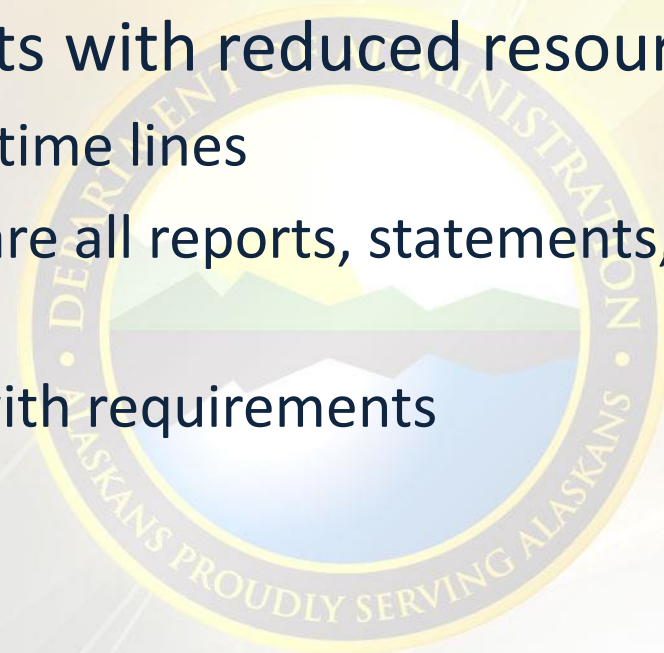 ts with reduced resour
time lines
re all reports, statements,
ith requirements
DEPARTMENT OF ADMINISTRATION
• ALASKANS PROUDLY SERVING ALASKANS •